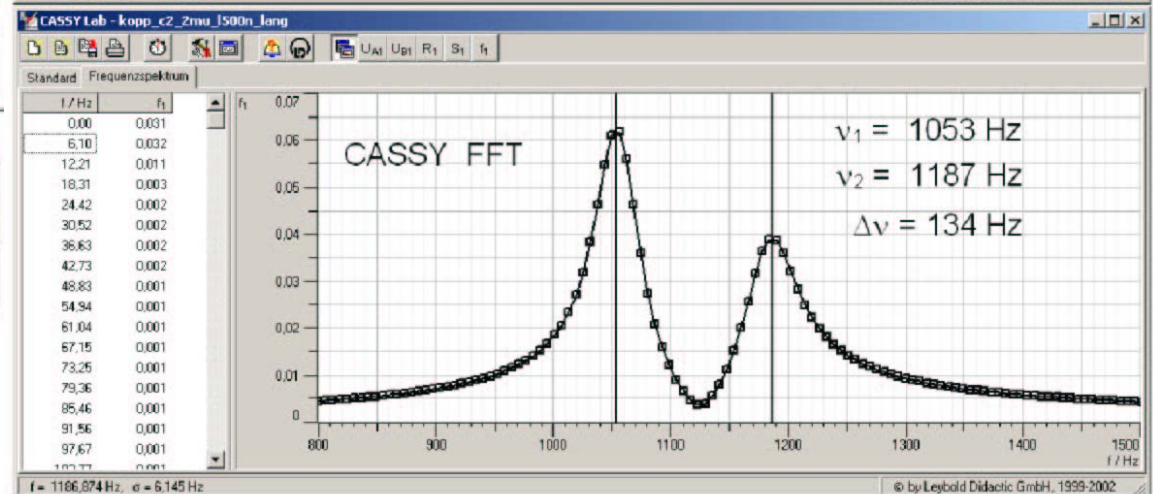 CASSY Lab - kopp_c2_2mu_l500n_lang
UA1 UB1 R1 S1 f1
Standard Frequenzspektrum
f / Hz f1
0,00 0,031
6,10 0,032
12,21 0,011
18,31 0,003
24,42 0,002
30,52 0,002
36,63 0,002
42,73 0,002
48,83 0,001
54,94 0,001
61,04 0,001
67,15 0,001
73,25 0,001
79,36 0,001
85,46 0,001
91,56 0,001
97,67 0,001
f1
0,07
0,06
0,05
0,04
0,03
0,02
0,01
0
CASSY FFT
ν₁ = 1053 Hz
ν₂ = 1187 Hz
Δν = 134 Hz
800 900 1000 1100 1200 1300 1400 1500
f / Hz
f = 1186,874 Hz, σ = 6,145 Hz
© by Leybold Didactic GmbH, 1999-2002